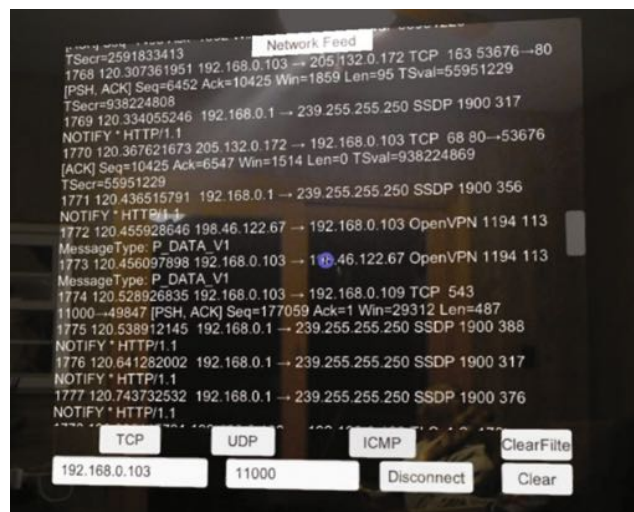 Network Feed
TSecr=2591833413
1768 120.307361951 192.168.0.103 → 205.132.0.172 TCP 163 53676→80
[PSH, ACK] Seq=6452 Ack=10425 Win=1859 Len=95 TSval=55951229
TSecr=938224808
1769 120.334055246 192.168.0.1 → 239.255.255.250 SSDP 1900 317
NOTIFY * HTTP/1.1
1770 120.367621673 205.132.0.172 → 192.168.0.103 TCP 68 80→53676
[ACK] Seq=10425 Ack=6547 Win=1514 Len=0 TSval=938224869
TSecr=55951229
1771 120.436515791 192.168.0.1 → 239.255.255.250 SSDP 1900 356
NOTIFY * HTTP/1.1
1772 120.455928646 198.46.122.67 → 192.168.0.103 OpenVPN 1194 113
MessageType: P_DATA_V1
1773 120.456097898 192.168.0.103 → .46.122.67 OpenVPN 1194 113
MessageType: P_DATA_V1
1774 120.528926835 192.168.0.103 → 192.168.0.109 TCP 543
11000→49847 [PSH, ACK] Seq=177059 Ack=1 Win=29312 Len=487
1775 120.538912145 192.168.0.1 → 239.255.255.250 SSDP 1900 388
NOTIFY * HTTP/1.1
1776 120.641282002 192.168.0.1 → 239.255.255.250 SSDP 1900 317
NOTIFY * HTTP/1.1
1777 120.743732532 192.168.0.1 → 239.255.255.250 SSDP 1900 376
NOTIFY * HTTP/1.1
TCP UDP ICMP ClearFilte
192.168.0.103 11000 Disconnect Clear